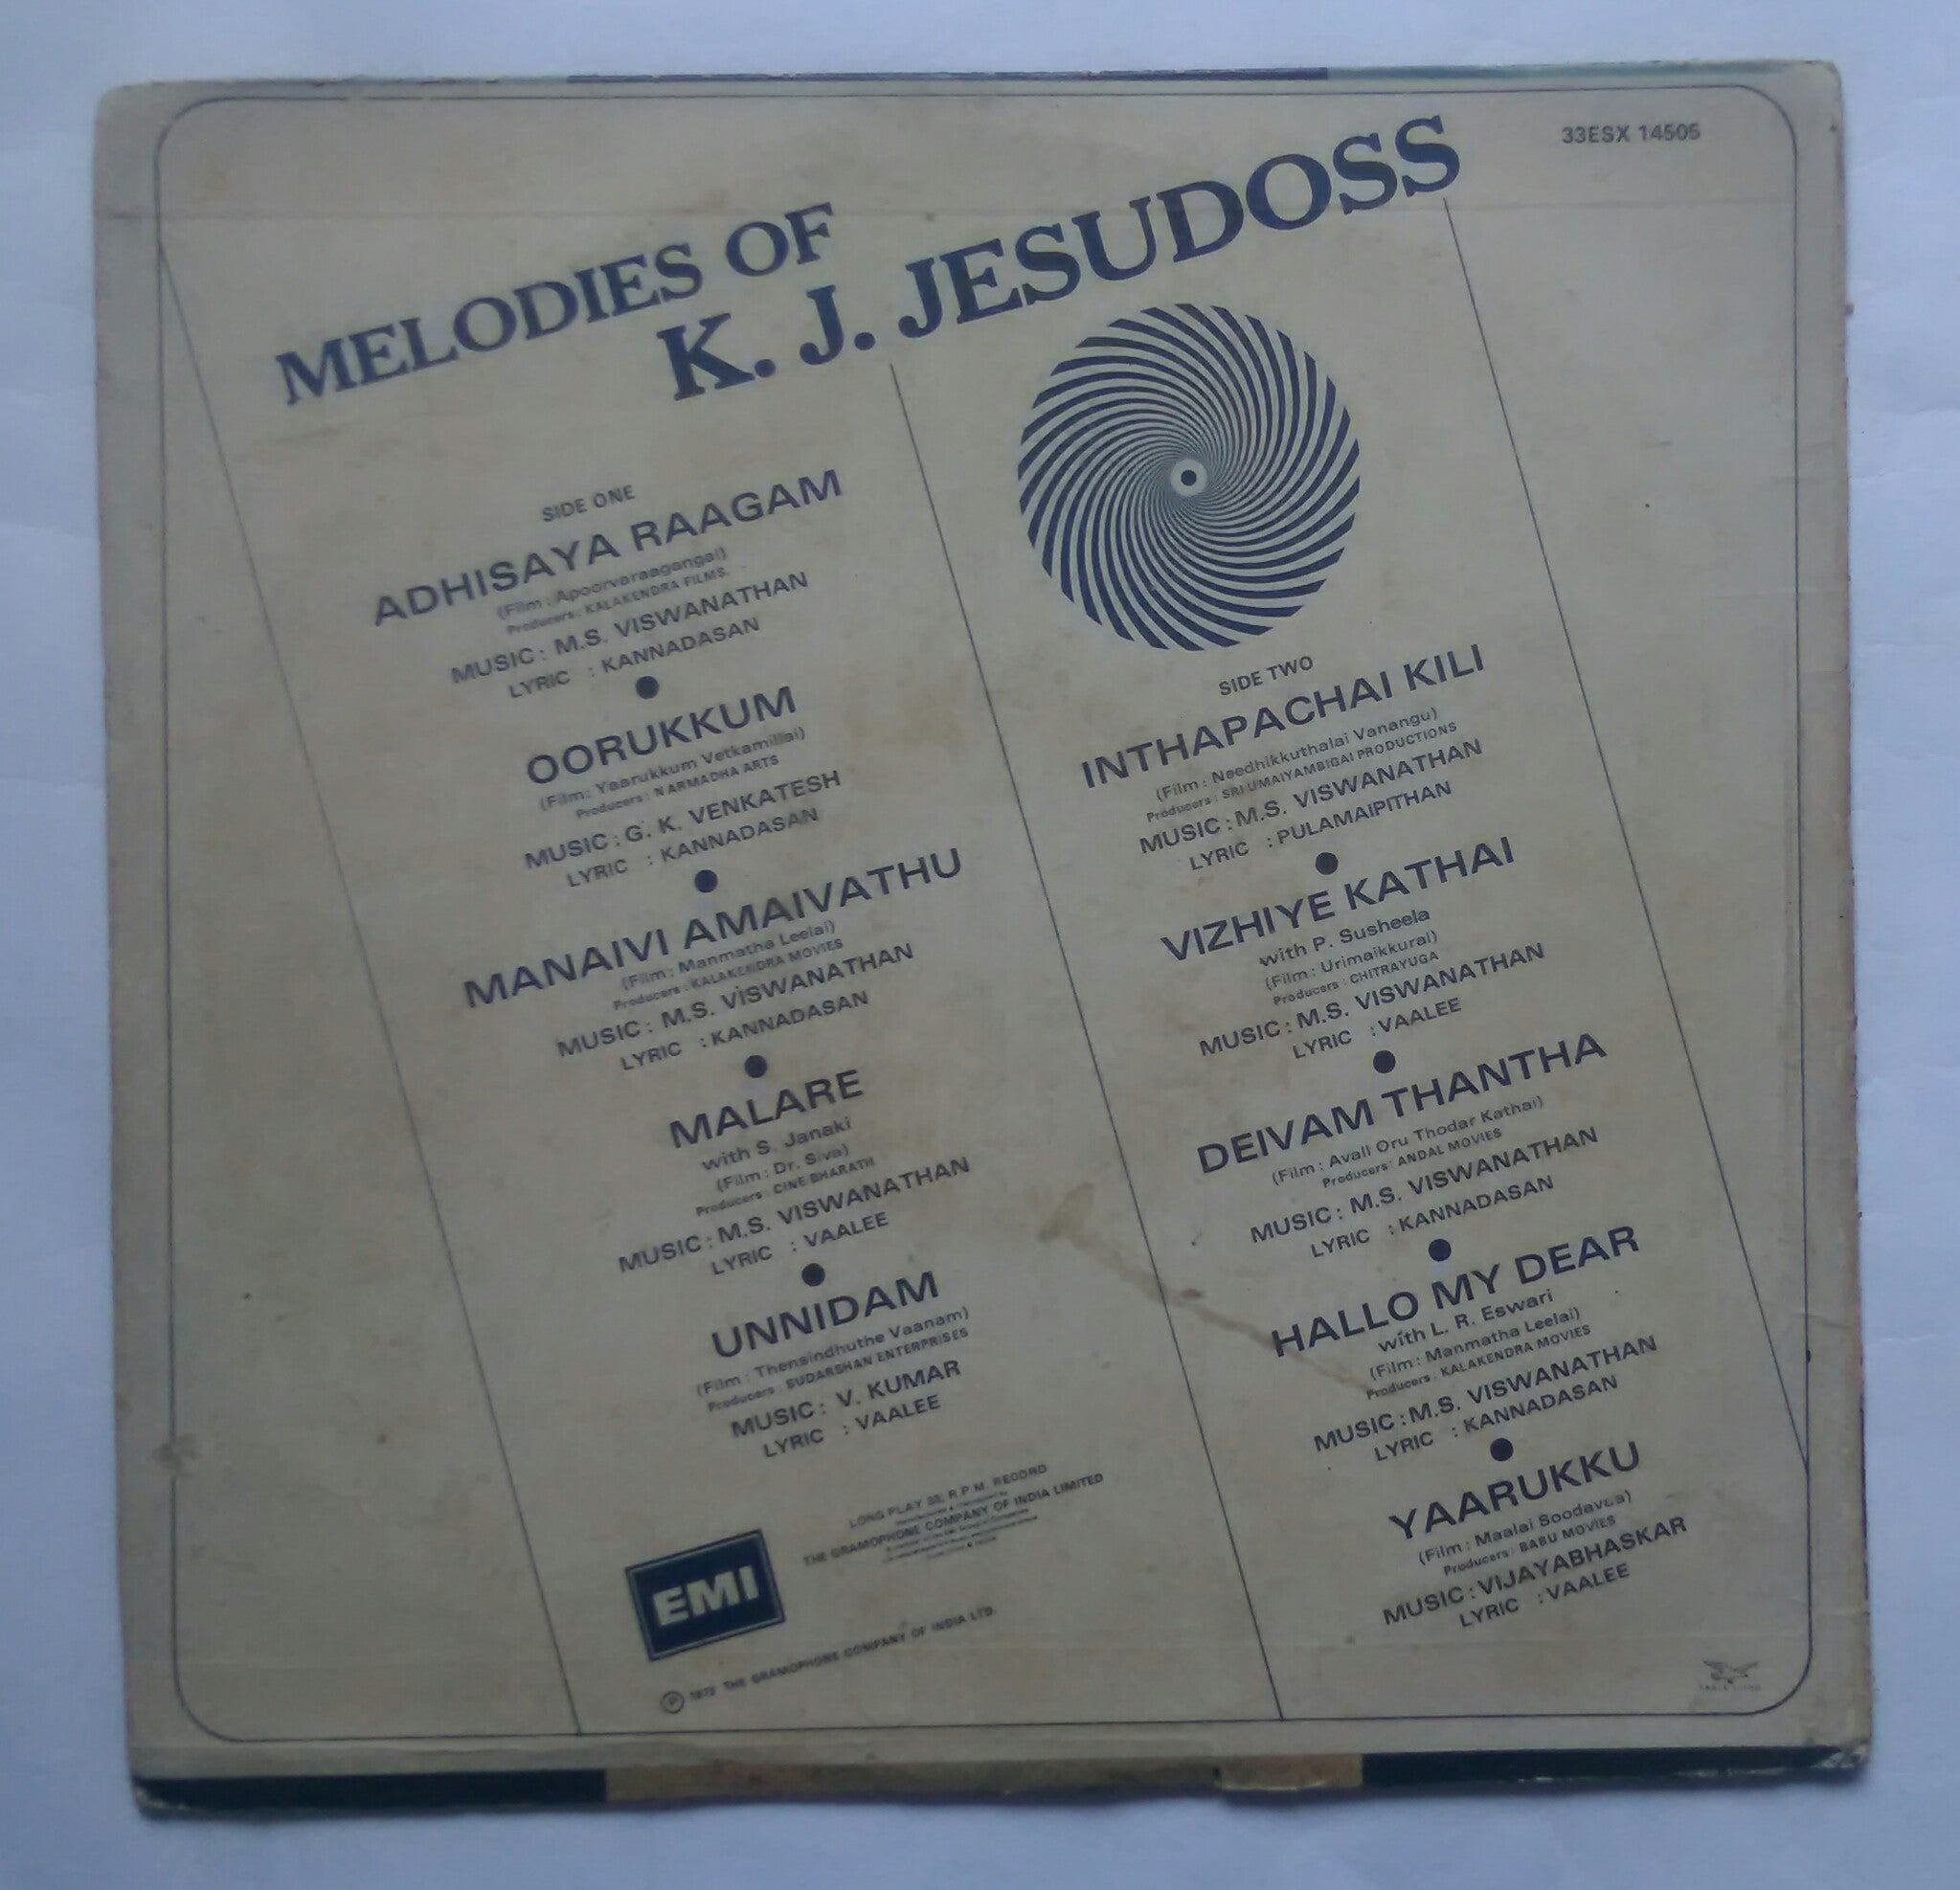 33ESX 14505
MELODIES OF
K. J. JESUDOSS
SIDE ONE
ADHISAYA RAAGAM
(Film : Apoorvaraagangal)
Producers : KALAKENDRA FILMS.
MUSIC : M.S. VISWANATHAN
LYRIC : KANNADASAN
OORUKKUM
(Film: Yaarukkum Vetkamillai)
Producers : NARMADHA ARTS
MUSIC : G. K. VENKATESH
LYRIC : KANNADASAN
MANAIVI AMAIVATHU
(Film : Manmatha Leelai)
Producers : KALAKENDRA MOVIES
MUSIC : M.S. VISWANATHAN
LYRIC : KANNADASAN
MALARE
with S. Janaki
(Film : Dr. Siva)
Producers : CINE BHARATH
MUSIC : M.S. VISWANATHAN
LYRIC : VAALEE
UNNIDAM
(Film : Thensindhuthe Vaanam)
Producers : SUDARSHAN ENTERPRISES
MUSIC : V. KUMAR
LYRIC : VAALEE
SIDE TWO
INTHAPACHAI KILI
(Film : Needhikkuthalai Vanangu)
Producers : SRI UMAIYAMBIGAI PRODUCTIONS
MUSIC : M.S. VISWANATHAN
LYRIC : PULAMAIPITHAN
VIZHIYE KATHAI
with P. Susheela
(Film : Urimaikkural)
Producers : CHITRAYUGA
MUSIC : M.S. VISWANATHAN
LYRIC : VAALEE
DEIVAM THANTHA
(Film : Avall Oru Thodar Kathai)
Producers : ANDAL MOVIES
MUSIC : M.S. VISWANATHAN
LYRIC : KANNADASAN
HALLO MY DEAR
with L. R. Eswari
(Film : Manmatha Leelai)
Producers : KALAKENDRA MOVIES
MUSIC : M.S. VISWANATHAN
LYRIC : KANNADASAN
YAARUKKU
(Film : Maalai Soodavaa)
Producers : BABU MOVIES
MUSIC : VIJAYABHASKAR
LYRIC : VAALEE
LONG PLAY R.P.M. RECORD
THE GRAMOPHONE COMPANY OF INDIA LIMITED
EMI
Ⓟ THE GRAMOPHONE COMPANY OF INDIA LTD.